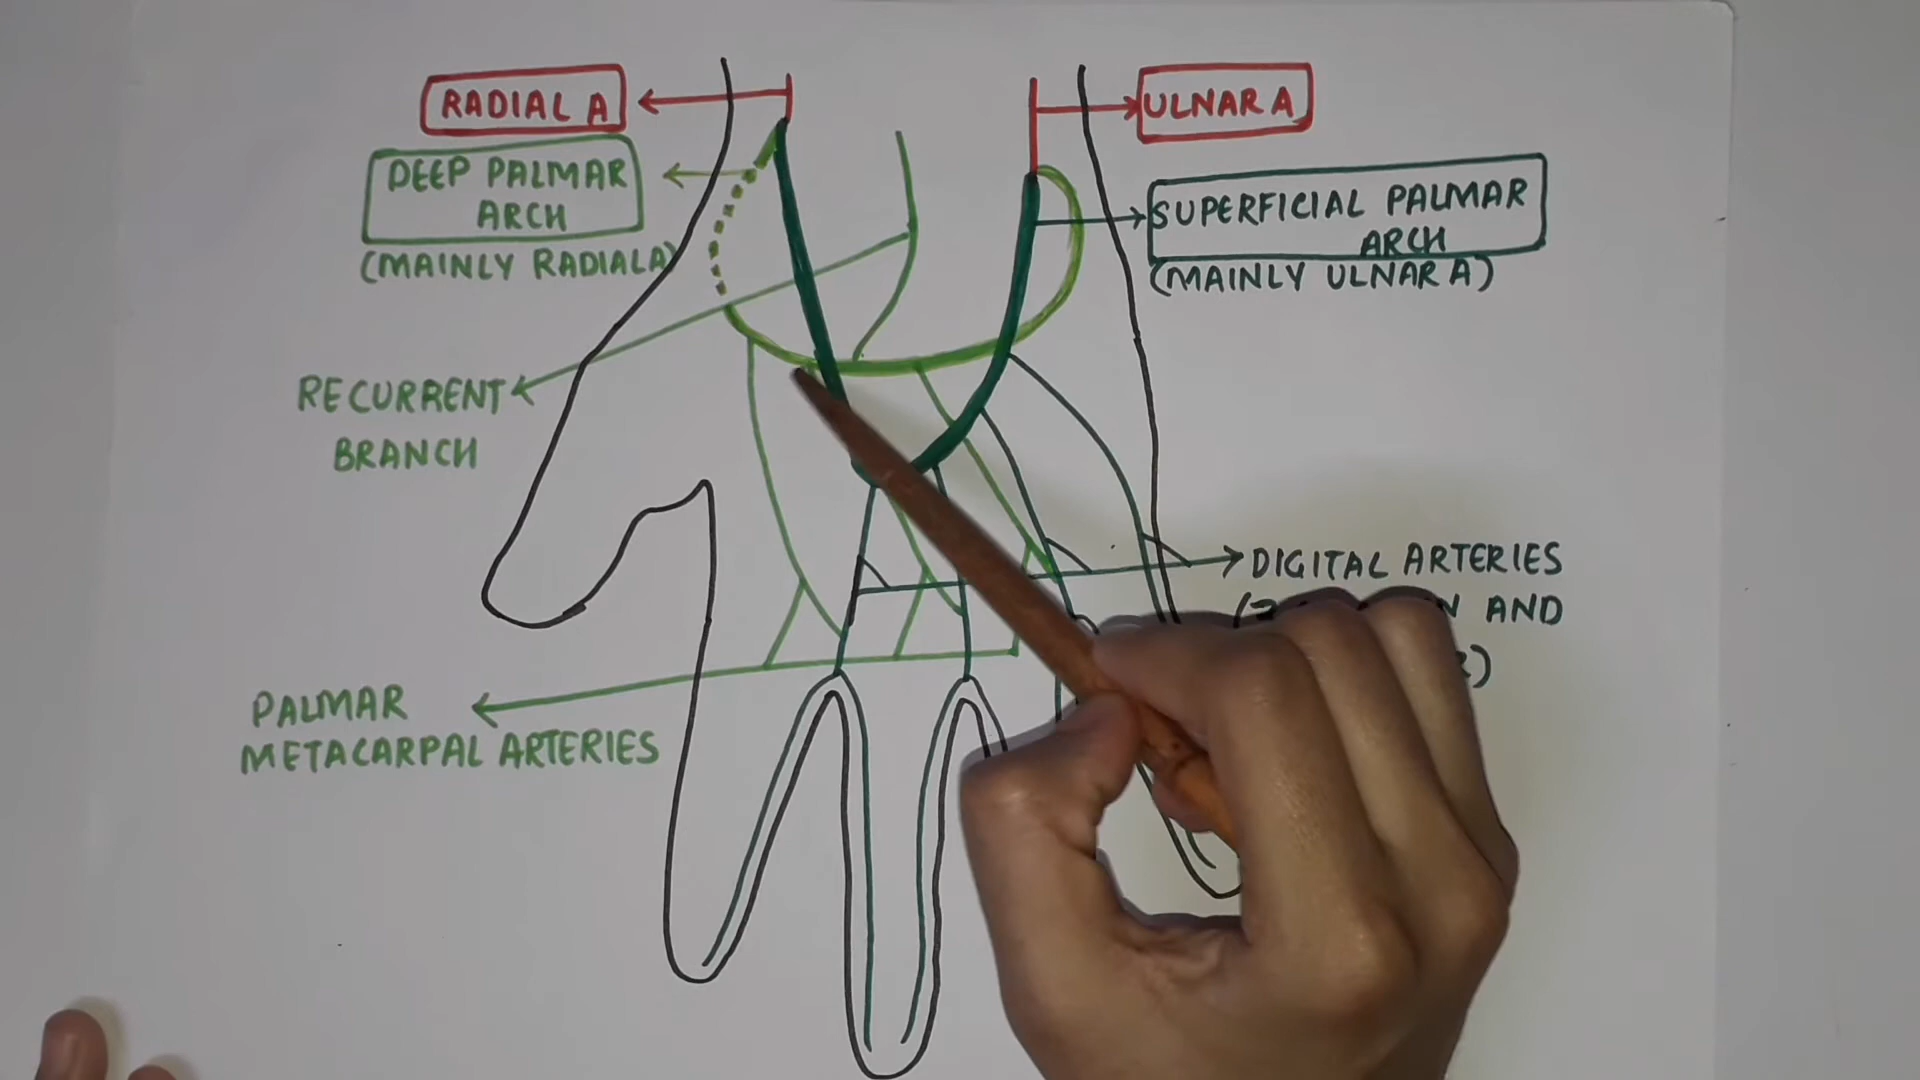 RADIAL A
DEEP PALMAR
ARCH
(MAINLY RADIAL A)
RECURRENT
BRANCH
PALMAR
METACARPAL ARTERIES
ULNAR A
SUPERFICIAL PALMAR
ARCH
(MAINLY ULNAR A)
DIGITAL ARTERIES
AND